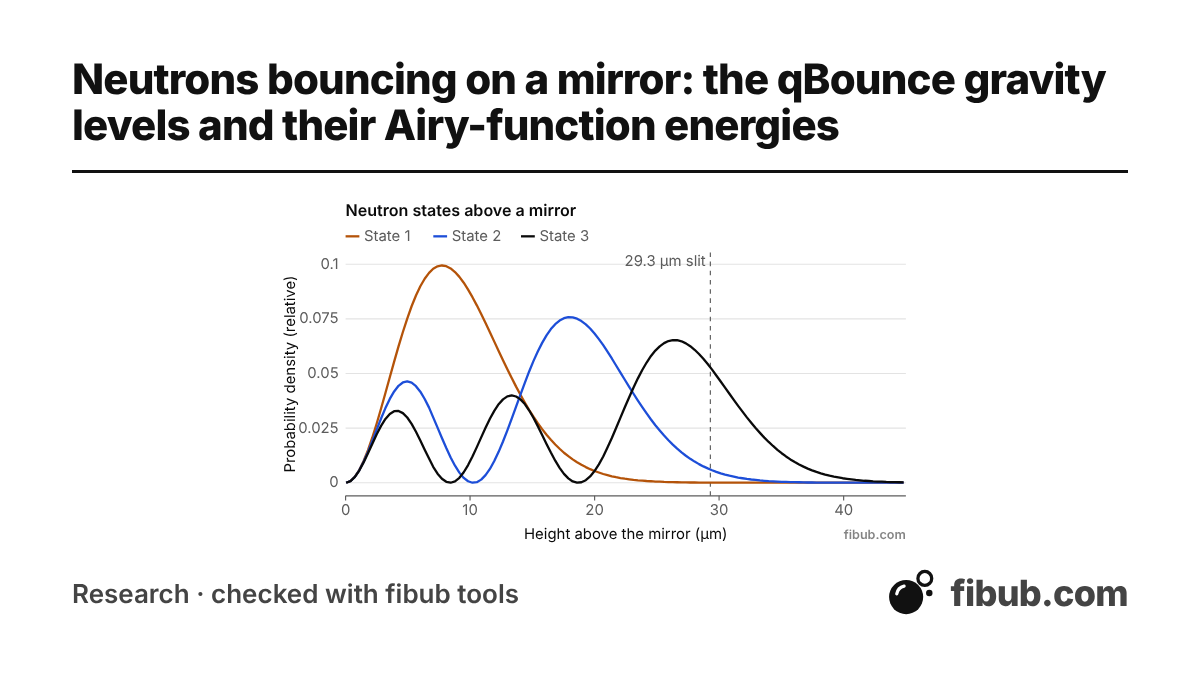 Neutrons bouncing on a mirror: the qBounce gravity
levels and their Airy-function energies
Neutron states above a mirror
State 1 State 2 State 3
29.3 µm slit
Probability density (relative)
0.1
0.075
0.05
0.025
0
0 10 20 30 40
Height above the mirror (µm)
fibub.com
Research · checked with fibub tools
fibub.com